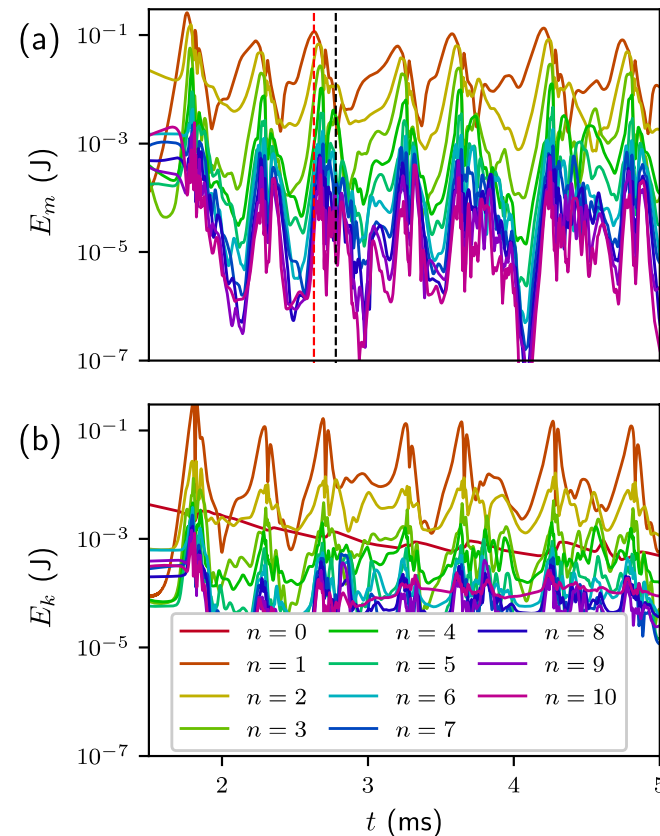 (a)
10⁻¹
10⁻³
10⁻⁵
10⁻⁷
E_m (J)
(b)
10⁻¹
10⁻³
10⁻⁵
10⁻⁷
E_k (J)
n = 0
n = 1
n = 2
n = 3
n = 4
n = 5
n = 6
n = 7
n = 8
n = 9
n = 10
2 3 4 5
t (ms)